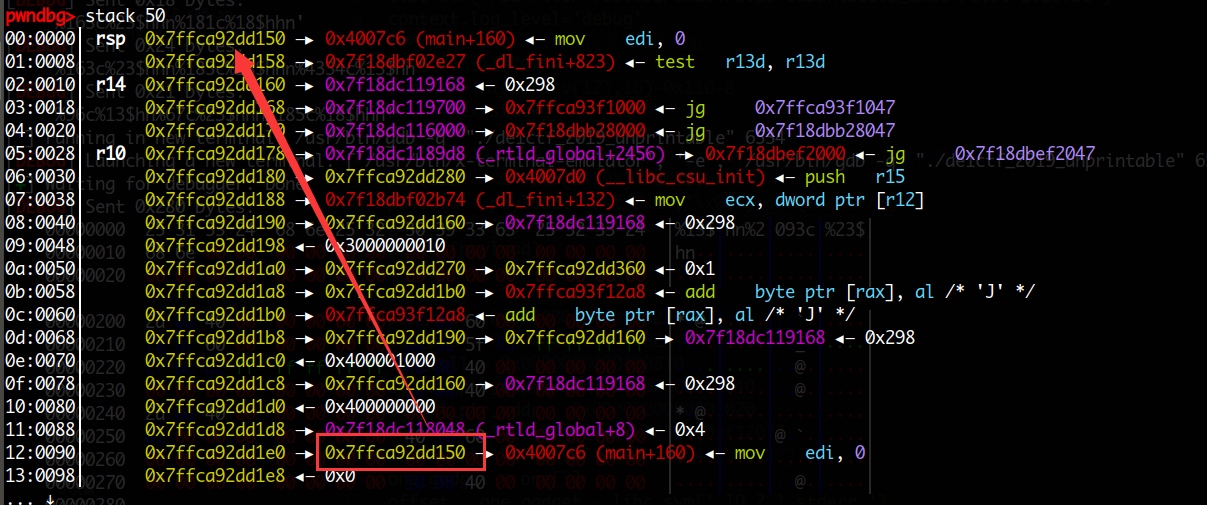 pwndbg> stack 50
00:0000│ rsp 0x7ffca92dd150 —▸ 0x4007c6 (main+160) ◂— mov edi, 0
01:0008│ 0x7ffca92dd158 —▸ 0x7f18dbf02e27 (_dl_fini+823) ◂— test r13d, r13d
02:0010│ r14 0x7ffca92dd160 —▸ 0x7f18dc119168 ◂— 0x298
03:0018│ 0x7ffca92dd168 —▸ 0x7f18dc119700 —▸ 0x7ffca93f1000 ◂— jg 0x7ffca93f1047
04:0020│ 0x7ffca92dd170 —▸ 0x7f18dc116000 —▸ 0x7f18dbb28000 ◂— jg 0x7f18dbb28047
05:0028│ r10 0x7ffca92dd178 —▸ 0x7f18dc1189d8 (_rtld_global+2456) —▸ 0x7f18dbef2000 ◂— jg 0x7f18dbef2047
06:0030│ 0x7ffca92dd180 —▸ 0x7ffca92dd280 —▸ 0x4007d0 (__libc_csu_init) ◂— push r15
07:0038│ 0x7ffca92dd188 —▸ 0x7f18dbf02b74 (_dl_fini+132) ◂— mov ecx, dword ptr [r12]
08:0040│ 0x7ffca92dd190 —▸ 0x7ffca92dd160 —▸ 0x7f18dc119168 ◂— 0x298
09:0048│ 0x7ffca92dd198 ◂— 0x3000000010
0a:0050│ 0x7ffca92dd1a0 —▸ 0x7ffca92dd270 —▸ 0x7ffca92dd360 ◂— 0x1
0b:0058│ 0x7ffca92dd1a8 —▸ 0x7ffca92dd1b0 —▸ 0x7ffca93f12a8 ◂— add byte ptr [rax], al /* 'J' */
0c:0060│ 0x7ffca92dd1b0 —▸ 0x7ffca93f12a8 ◂— add byte ptr [rax], al /* 'J' */
0d:0068│ 0x7ffca92dd1b8 —▸ 0x7ffca92dd190 —▸ 0x7ffca92dd160 —▸ 0x7f18dc119168 ◂— 0x298
0e:0070│ 0x7ffca92dd1c0 ◂— 0x400001000
0f:0078│ 0x7ffca92dd1c8 —▸ 0x7ffca92dd160 —▸ 0x7f18dc119168 ◂— 0x298
10:0080│ 0x7ffca92dd1d0 ◂— 0x400000000
11:0088│ 0x7ffca92dd1d8 —▸ 0x7f18dc118048 (_rtld_global+8) ◂— 0x4
12:0090│ 0x7ffca92dd1e0 —▸ 0x7ffca92dd150 —▸ 0x4007c6 (main+160) ◂— mov edi, 0
13:0098│ 0x7ffca92dd1e8 ◂— 0x0
... ↓